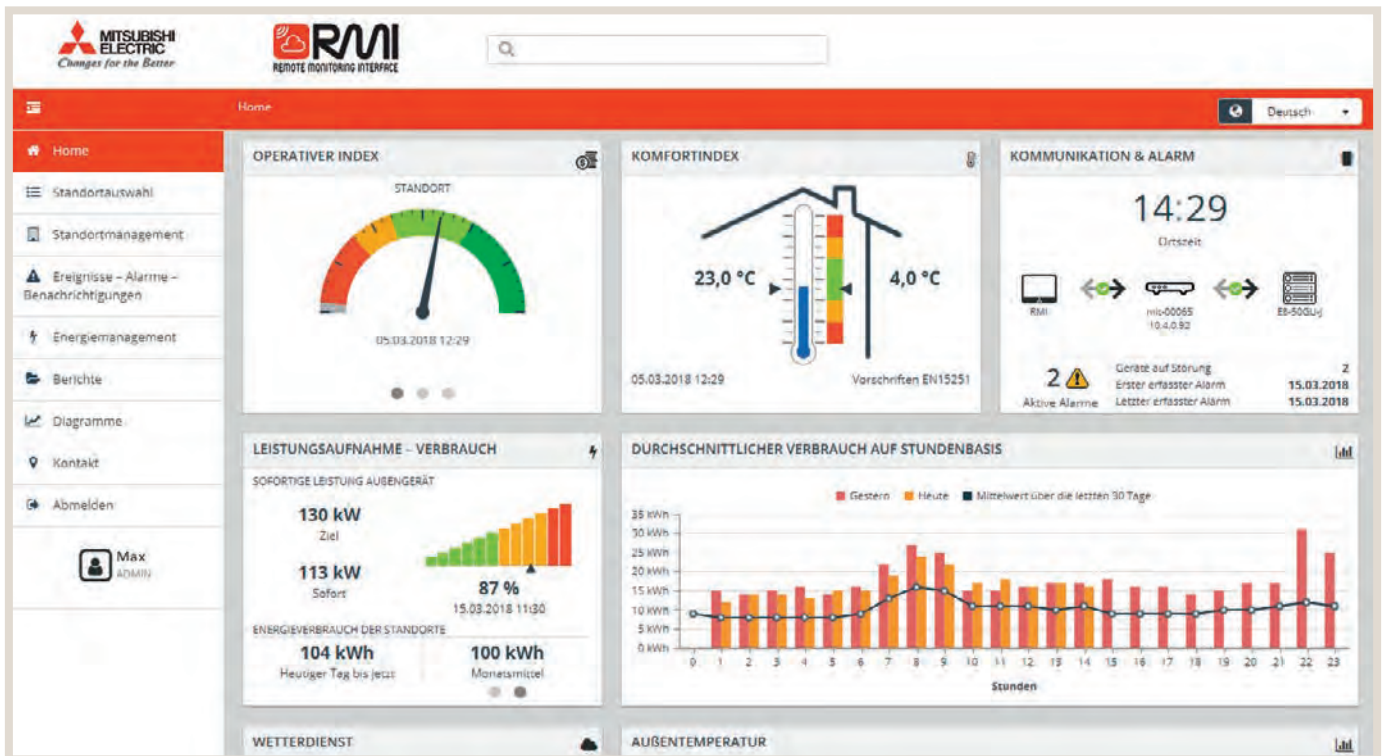 MITSUBISHI
ELECTRIC
Changes for the Better
RMI
REMOTE MONITORING INTERFACE
Home
Deutsch
Home
Standortauswahl
Standortmanagement
Ereignisse – Alarme –
Benachrichtigungen
Energiemanagement
Berichte
Diagramme
Kontakt
Abmelden
Max
ADMIN
OPERATIVER INDEX
STANDORT
05.03.2018 12:29
KOMFORTINDEX
23,0 °C
4,0 °C
05.03.2018 12:29
Vorschriften EN15251
KOMMUNIKATION & ALARM
14:29
Ortszeit
RMI
mis-00065
10.4.0.92
E8-50GU-J
2
Aktive Alarme
Geräte auf Störung 2
Erster erfasster Alarm 15.03.2018
Letzter erfasster Alarm 15.03.2018
LEISTUNGSAUFNAHME – VERBRAUCH
SOFORTIGE LEISTUNG AUßENGERÄT
130 kW
Ziel
113 kW
Sofort
87 %
15.03.2018 11:30
ENERGIEVERBRAUCH DER STANDORTE
104 kWh
Heutiger Tag bis jetzt
100 kWh
Monatsmittel
DURCHSCHNITTLICHER VERBRAUCH AUF STUNDENBASIS
Gestern Heute Mittelwert über die letzten 30 Tage
35 kWh
30 kWh
25 kWh
20 kWh
15 kWh
10 kWh
5 kWh
0 kWh
0 1 2 3 4 5 6 7 8 9 10 11 12 13 14 15 16 17 18 19 20 21 22 23
Stunden
WETTERDIENST
AUßENTEMPERATUR